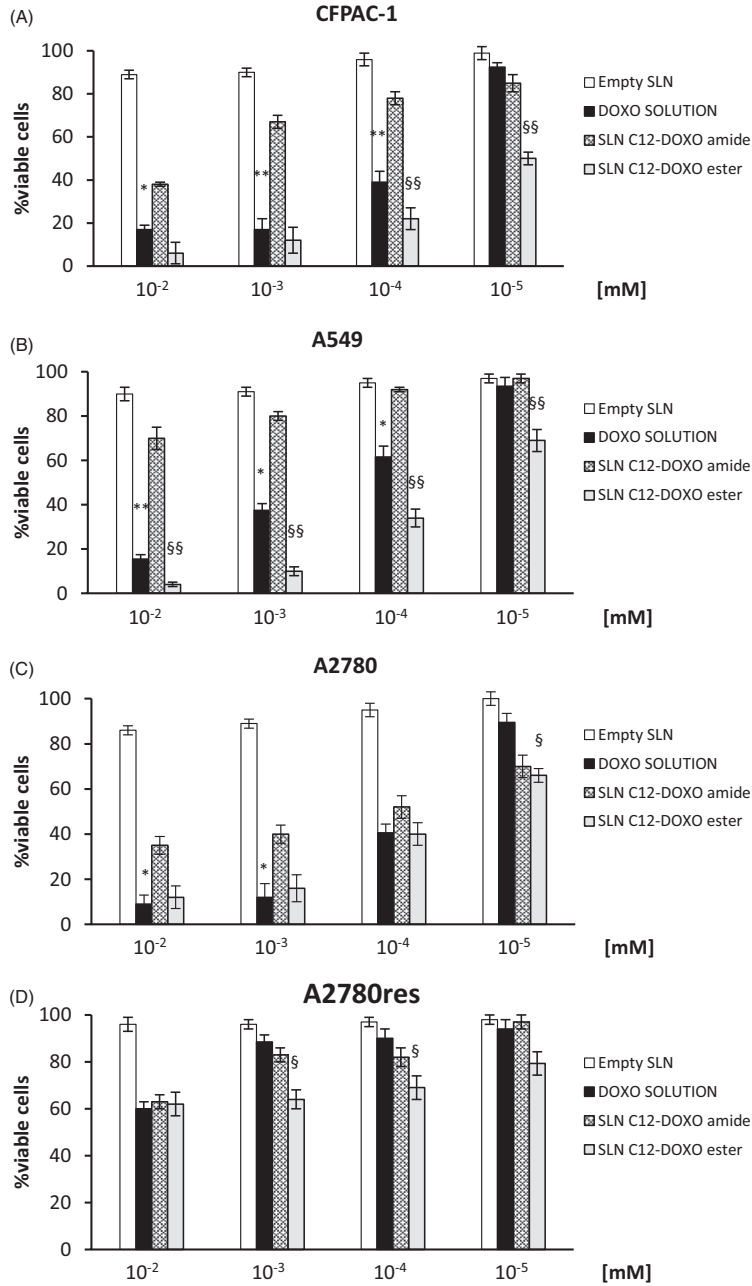 (A)
CFPAC-1
%viable cells
100
80
60
40
20
0
*
**
**
§§
§§
10⁻² 10⁻³ 10⁻⁴ 10⁻⁵ [mM]
Empty SLN
DOXO SOLUTION
SLN C12-DOXO amide
SLN C12-DOXO ester
(B)
A549
%viable cells
100
80
60
40
20
0
**
§§
*
§§
*
§§
§§
10⁻² 10⁻³ 10⁻⁴ 10⁻⁵ [mM]
Empty SLN
DOXO SOLUTION
SLN C12-DOXO amide
SLN C12-DOXO ester
(C)
A2780
%viable cells
100
80
60
40
20
0
*
*
§
10⁻² 10⁻³ 10⁻⁴ 10⁻⁵ [mM]
Empty SLN
DOXO SOLUTION
SLN C12-DOXO amide
SLN C12-DOXO ester
(D)
A2780res
%viable cells
100
80
60
40
20
0
§
§
10⁻² 10⁻³ 10⁻⁴ 10⁻⁵ [mM]
Empty SLN
DOXO SOLUTION
SLN C12-DOXO amide
SLN C12-DOXO ester